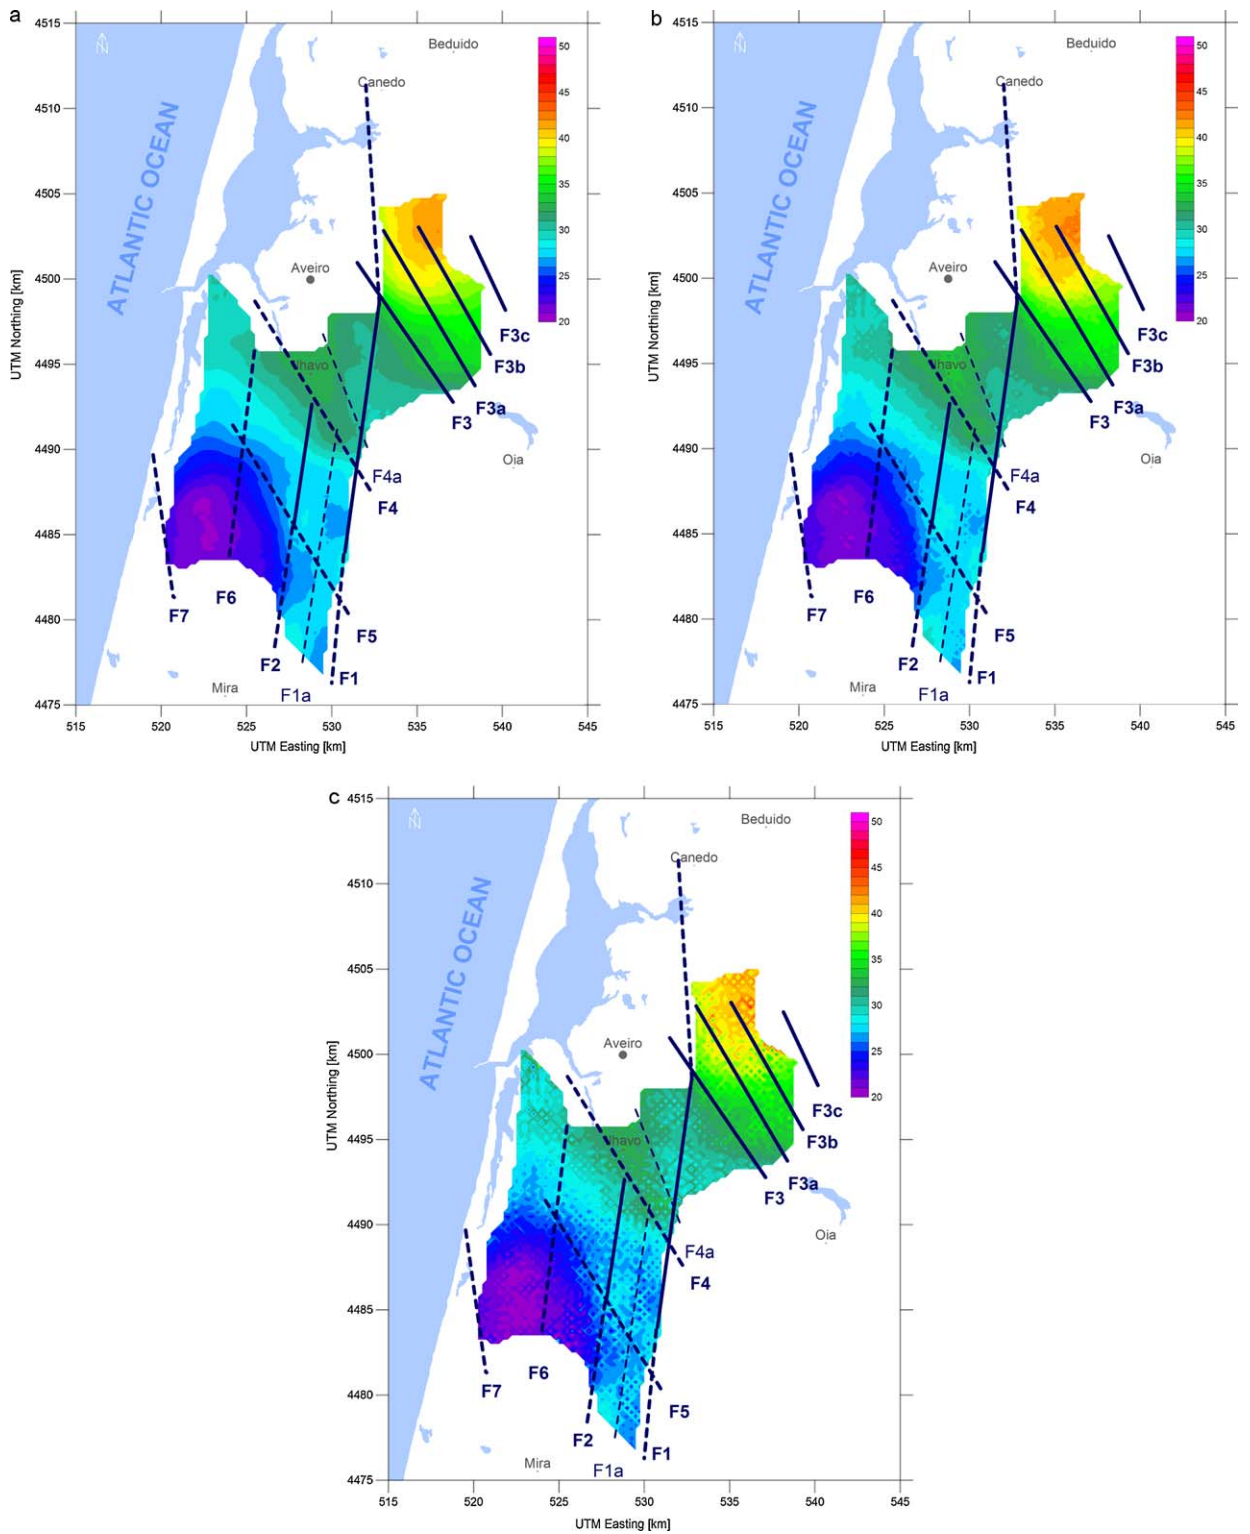 a
4515
4510
4505
4500
4495
4490
4485
4480
4475
UTM Northing [km]
515
520
525
530
535
540
545
UTM Easting [km]
N
ATLANTIC OCEAN
Beduido
Canedo
Aveiro
Ilhavo
Oia
Mira
50
45
40
35
30
25
20
F3c
F3b
F3a
F3
F4a
F4
F5
F6
F7
F2
F1a
F1
b
4515
4510
4505
4500
4495
4490
4485
4480
4475
515
520
525
530
535
540
545
UTM Easting [km]
N
ATLANTIC OCEAN
Beduido
Canedo
Aveiro
Ilhavo
Oia
Mira
50
45
40
35
30
25
20
F3c
F3b
F3a
F3
F4a
F4
F5
F6
F7
F2
F1a
F1
c
4515
4510
4505
4500
4495
4490
4485
4480
4475
UTM Northing [km]
515
520
525
530
535
540
545
UTM Easting [km]
N
ATLANTIC OCEAN
Beduido
Canedo
Aveiro
Ilhavo
Oia
Mira
50
45
40
35
30
25
20
F3c
F3b
F3a
F3
F4a
F4
F5
F6
F7
F2
F1a
F1